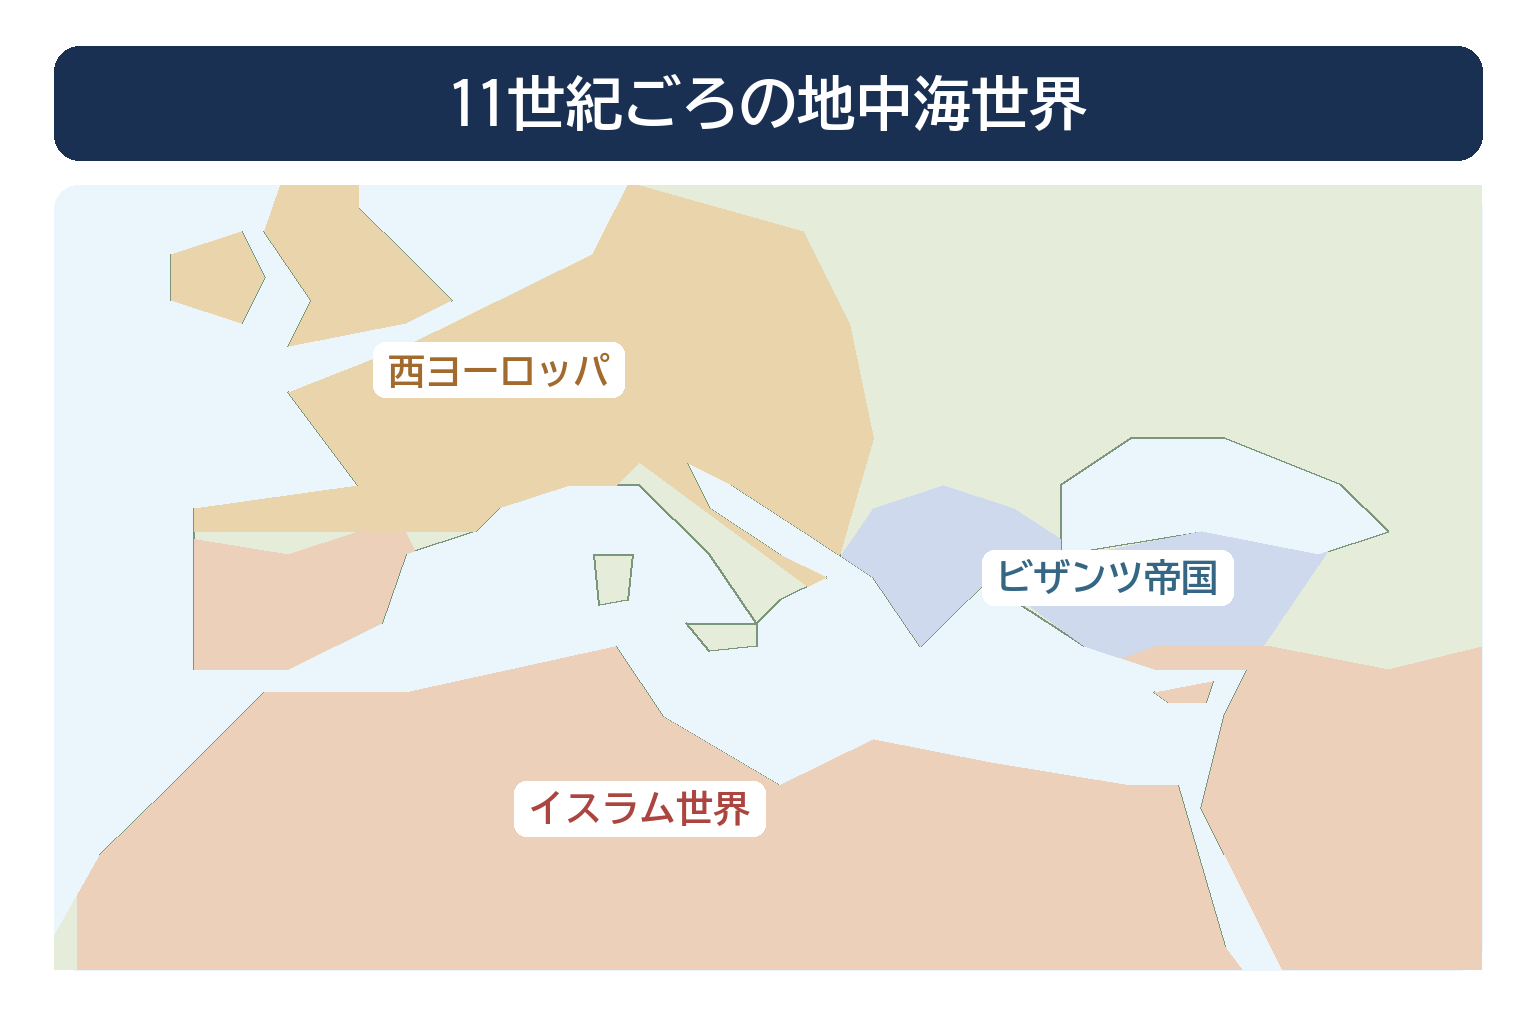 11世紀ごろの地中海世界
西ヨーロッパ
ビザンツ帝国
イスラム世界